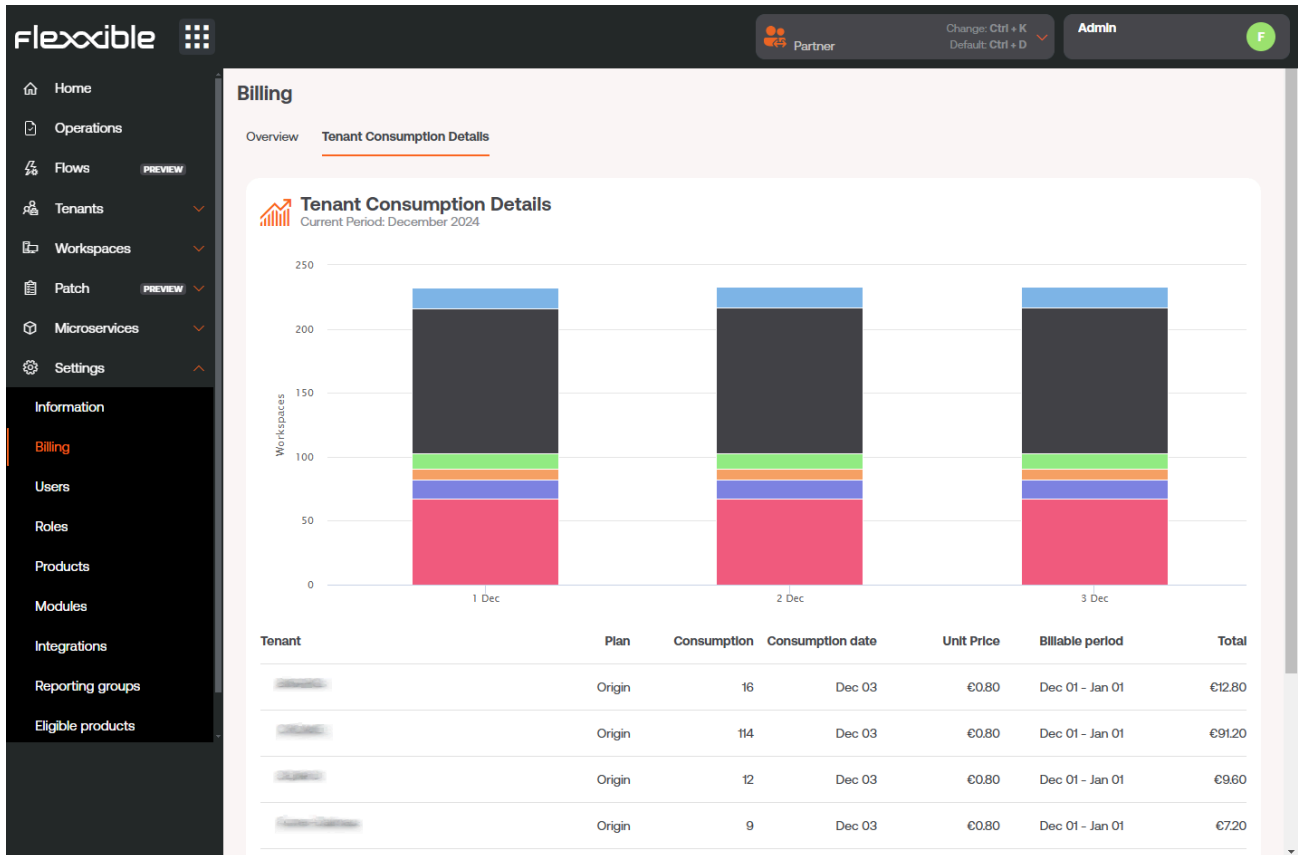 Flexxible
Partner
Change: Ctrl + K
Default: Ctrl + D
Admin
F
Home
Operations
Flows PREVIEW
Tenants
Workspaces
Patch PREVIEW
Microservices
Settings
Information
Billing
Users
Roles
Products
Modules
Integrations
Reporting groups
Eligible products
Billing
Overview Tenant Consumption Details
Tenant Consumption Details
Current Period: December 2024
250
200
150
100
50
0
Workspaces
1 Dec 2 Dec 3 Dec
Tenant Plan Consumption Consumption date Unit Price Billable period Total
Origin 16 Dec 03 €0.80 Dec 01 - Jan 01 €12.80
Origin 114 Dec 03 €0.80 Dec 01 - Jan 01 €91.20
Origin 12 Dec 03 €0.80 Dec 01 - Jan 01 €9.60
Origin 9 Dec 03 €0.80 Dec 01 - Jan 01 €7.20